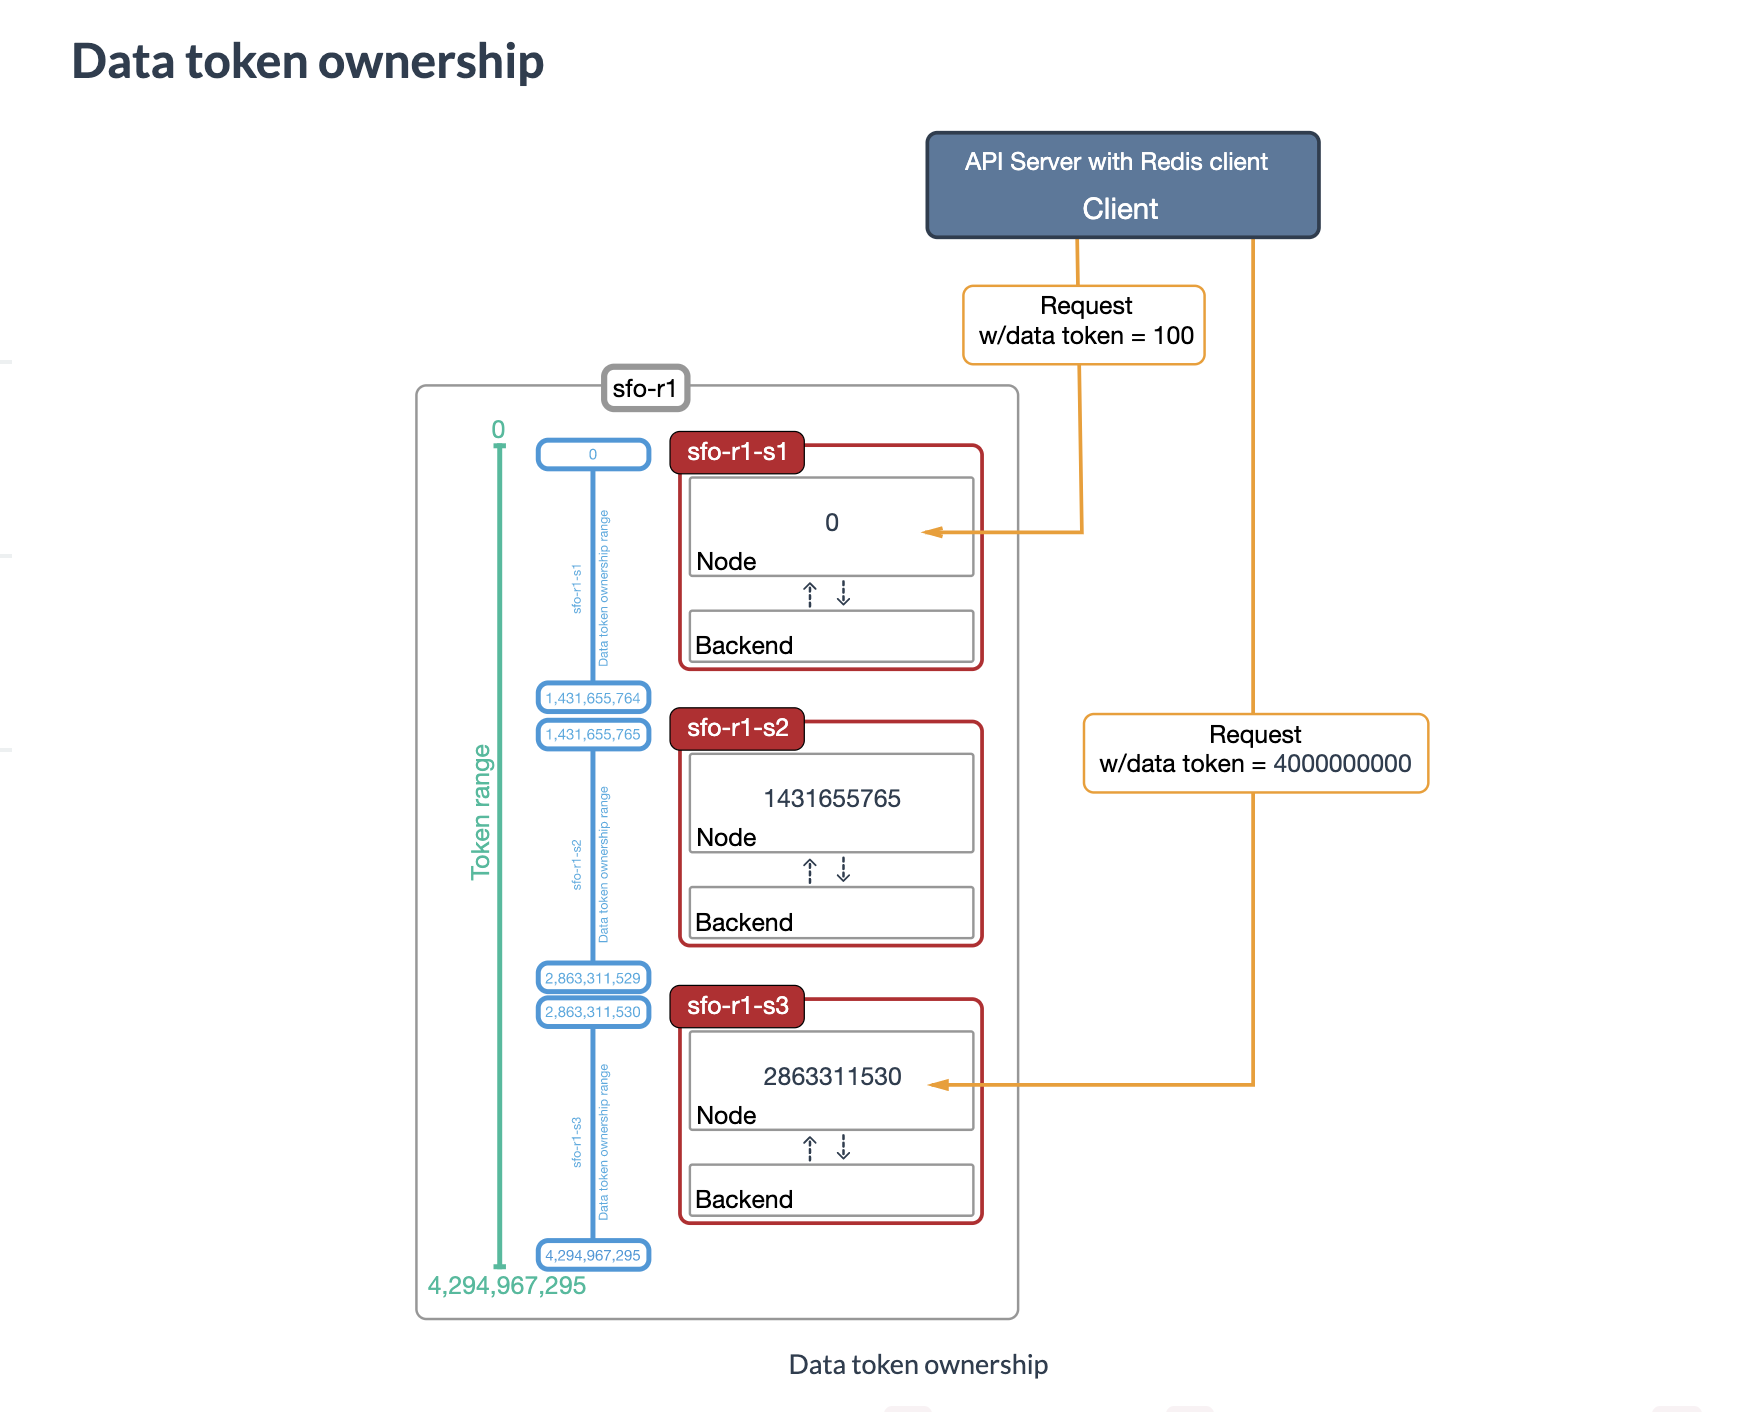 Data token ownership
API Server with Redis client
Client
Request
w/data token = 100
sfo-r1
0
Token range
4,294,967,295
0
sfo-r1-s1
Data token ownership range
1,431,655,764
1,431,655,765
sfo-r1-s2
Data token ownership range
2,863,311,529
2,863,311,530
sfo-r1-s3
Data token ownership range
4,294,967,295
sfo-r1-s1
0
Node
Backend
sfo-r1-s2
1431655765
Node
Backend
sfo-r1-s3
2863311530
Node
Backend
Request
w/data token = 4000000000
Data token ownership